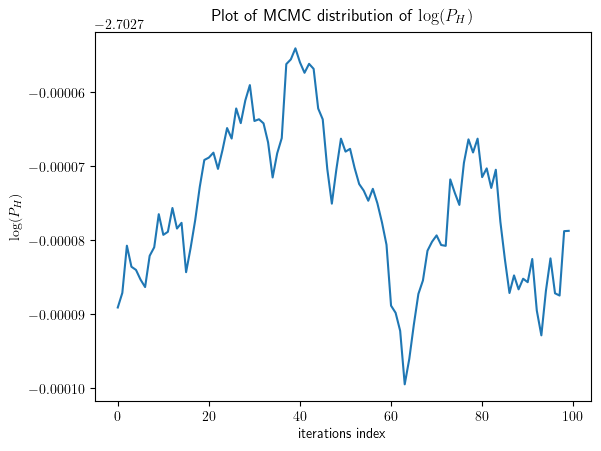 Plot of MCMC distribution of log(P_H)
−2.7027
−0.00006
−0.00007
−0.00008
−0.00009
−0.00010
log(P_H)
0 20 40 60 80 100
iterations index